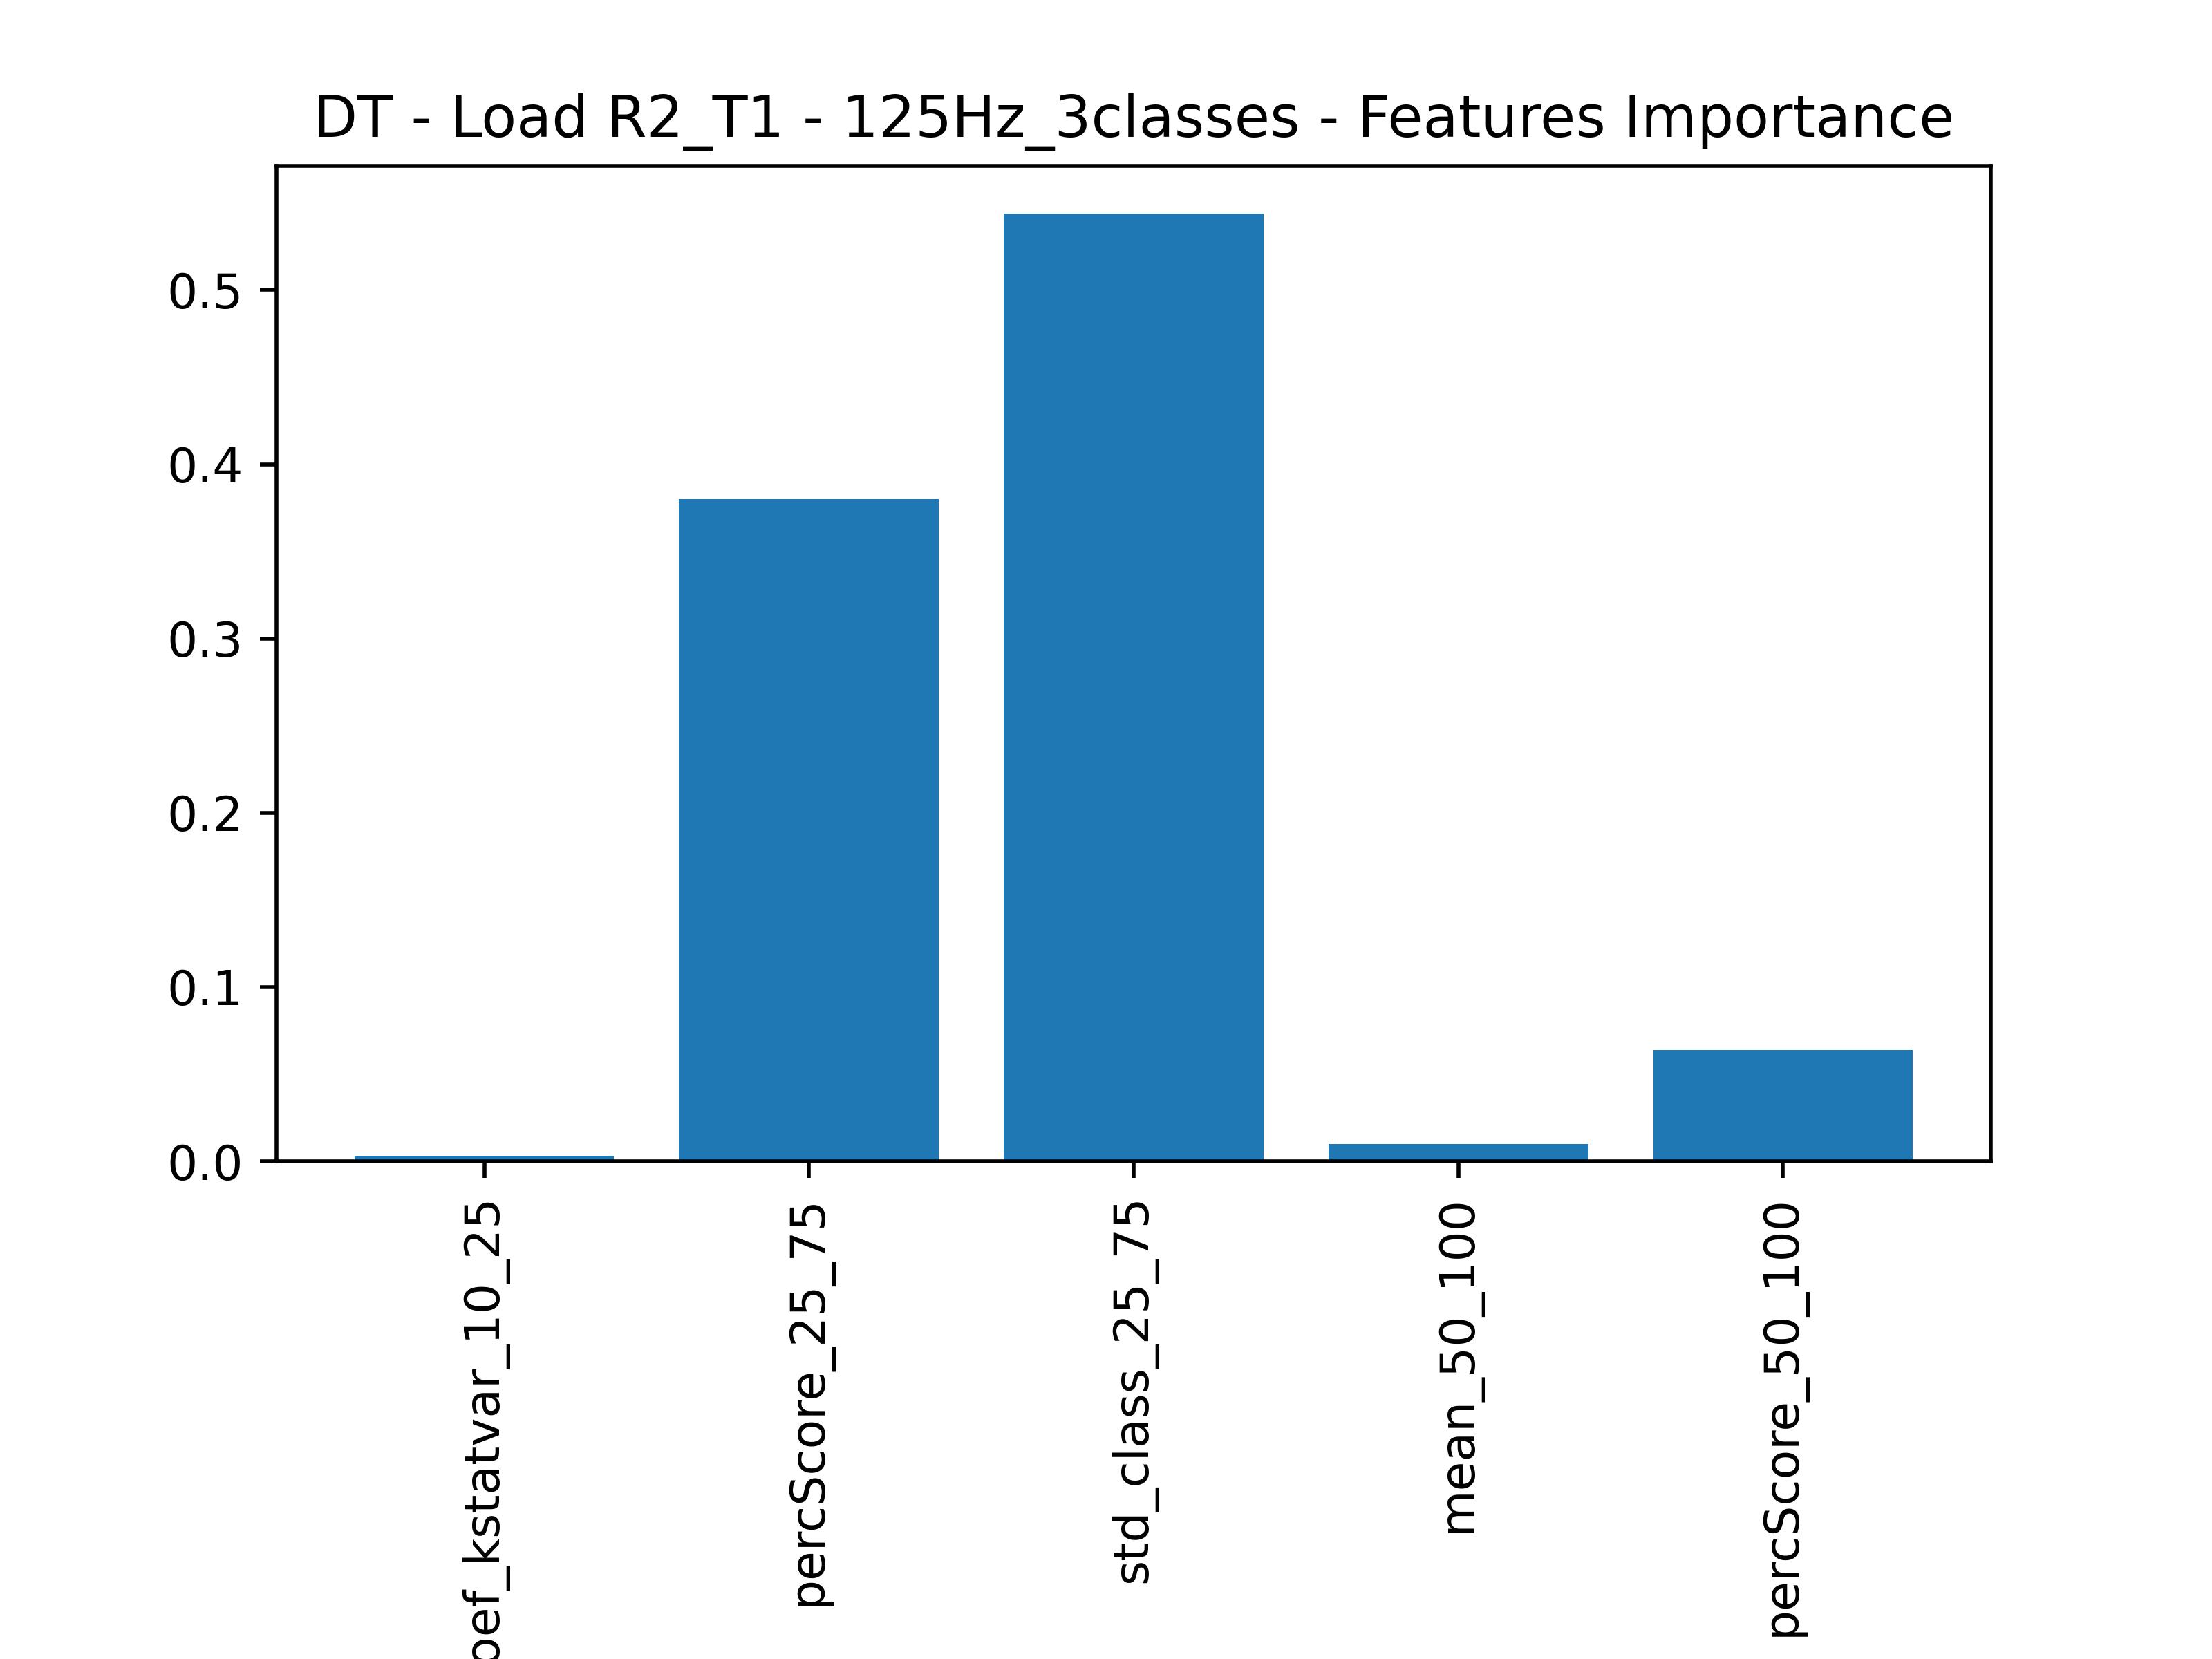 DT - Load R2_T1 - 125Hz_3classes - Features Importance
0.5
0.4
0.3
0.2
0.1
0.0
oef_kstatvar_10_25
percScore_25_75
std_class_25_75
mean_50_100
percScore_50_100